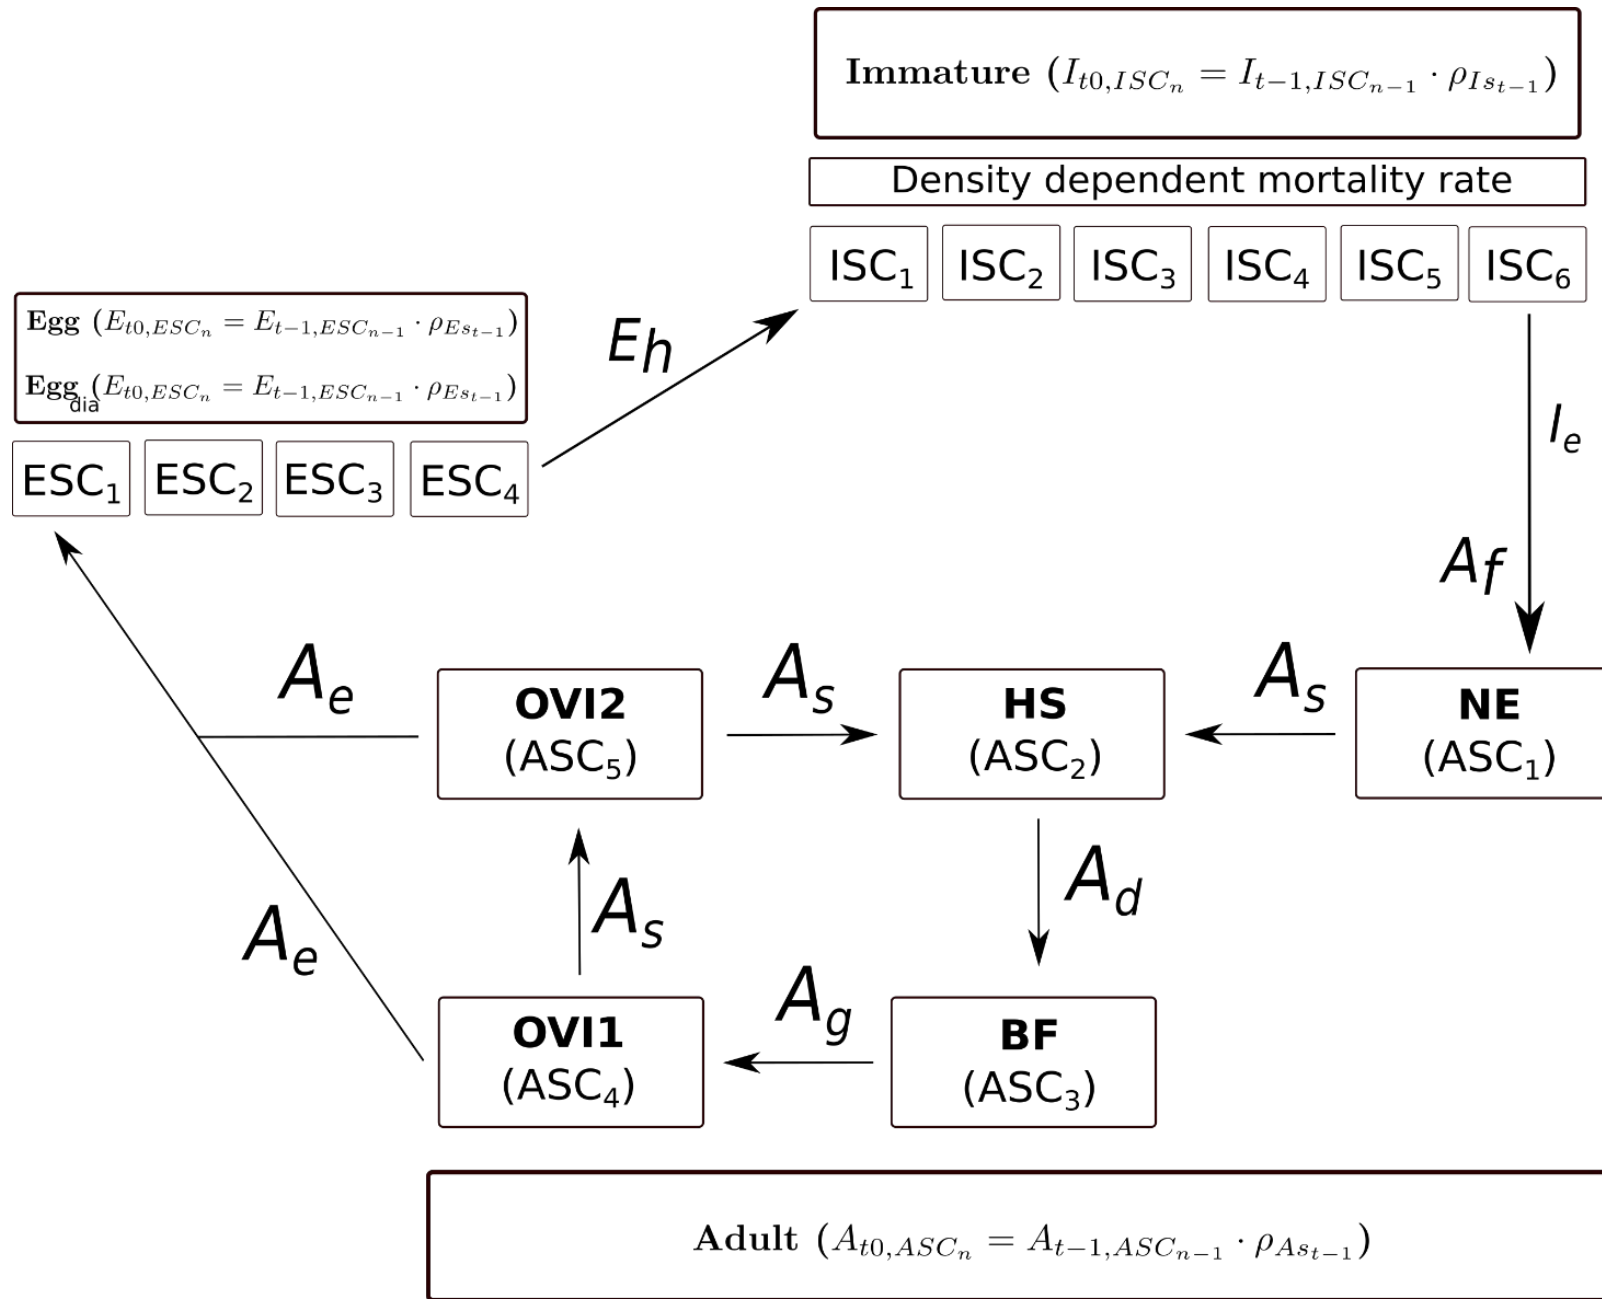 Immature (I_{t0,ISC_n} = I_{t−1,ISC_{n−1}} · ρ_{Is_{t−1}})
Density dependent mortality rate
ISC₁ ISC₂ ISC₃ ISC₄ ISC₅ ISC₆
Egg (E_{t0,ESC_n} = E_{t−1,ESC_{n−1}} · ρ_{Es_{t−1}})
Egg_{dia} (E_{t0,ESC_n} = E_{t−1,ESC_{n−1}} · ρ_{Es_{t−1}})
ESC₁ ESC₂ ESC₃ ESC₄
E_h
I_e
A_f
A_e
OVI2
(ASC₅)
A_s
HS
(ASC₂)
A_s
NE
(ASC₁)
A_e
A_s
A_d
OVI1
(ASC₄)
A_g
BF
(ASC₃)
Adult (A_{t0,ASC_n} = A_{t−1,ASC_{n−1}} · ρ_{As_{t−1}})